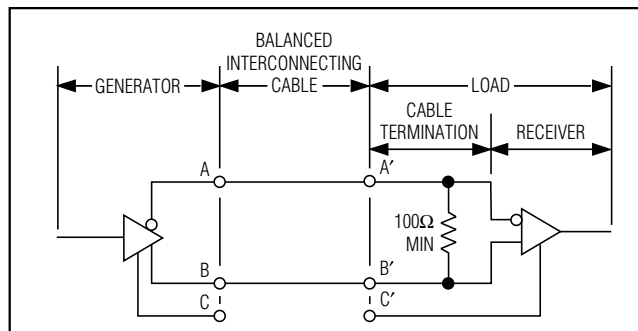 BALANCED
INTERCONNECTING
CABLE
GENERATOR
LOAD
CABLE
TERMINATION
RECEIVER
A
A′
100Ω
MIN
B
B′
C
C′